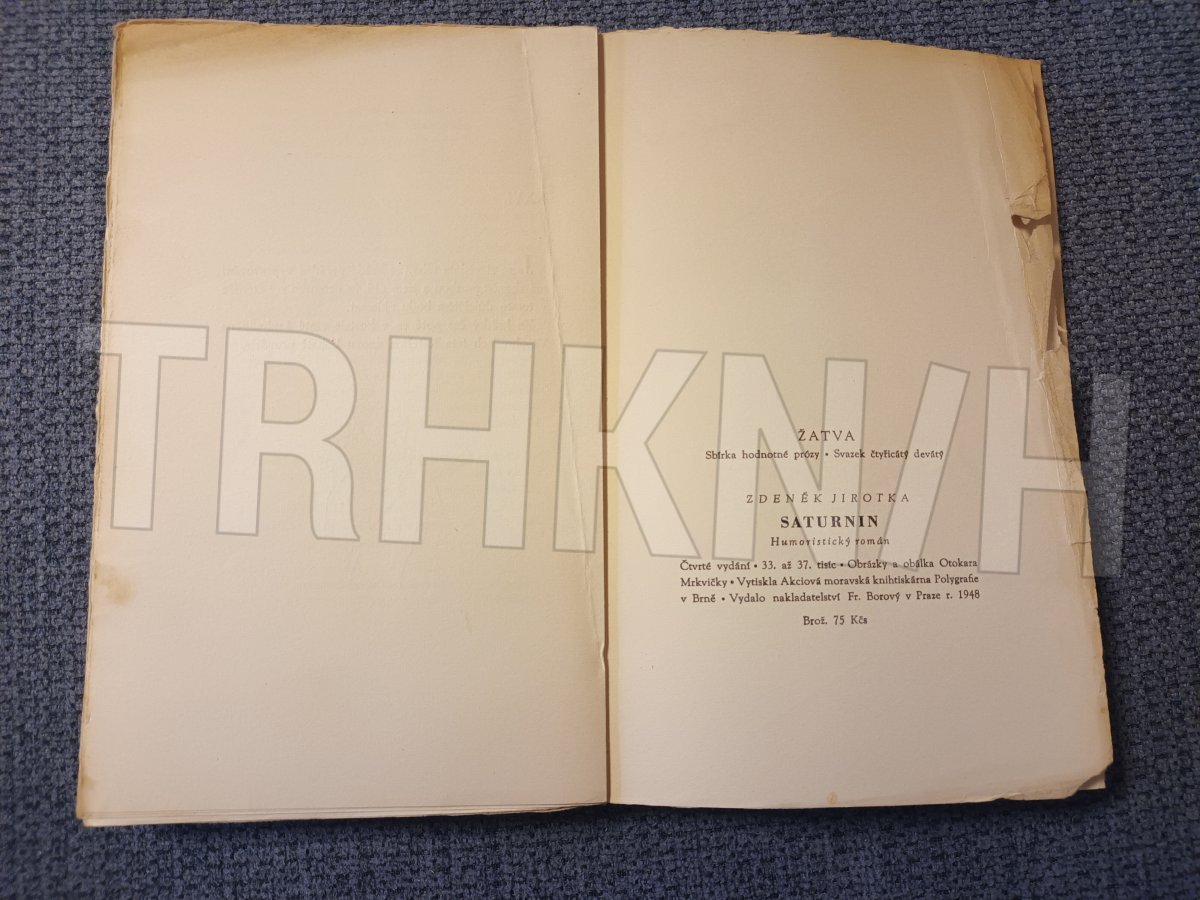 ŽATVA
Sbírka hodnotné prózy • Svazek čtyřicátý devátý
ZDENĚK JIROTKA
SATURNIN
Humoristický román
Čtvrté vydání • 33. až 37. tisíc • Obrázky a obálka Otokara
Mrkvičky • Vytiskla Akciová moravská knihtiskárna Polygrafie
v Brně • Vydalo nakladatelství Fr. Borový v Praze r. 1948
Brož. 75 Kčs
TRHKNIH